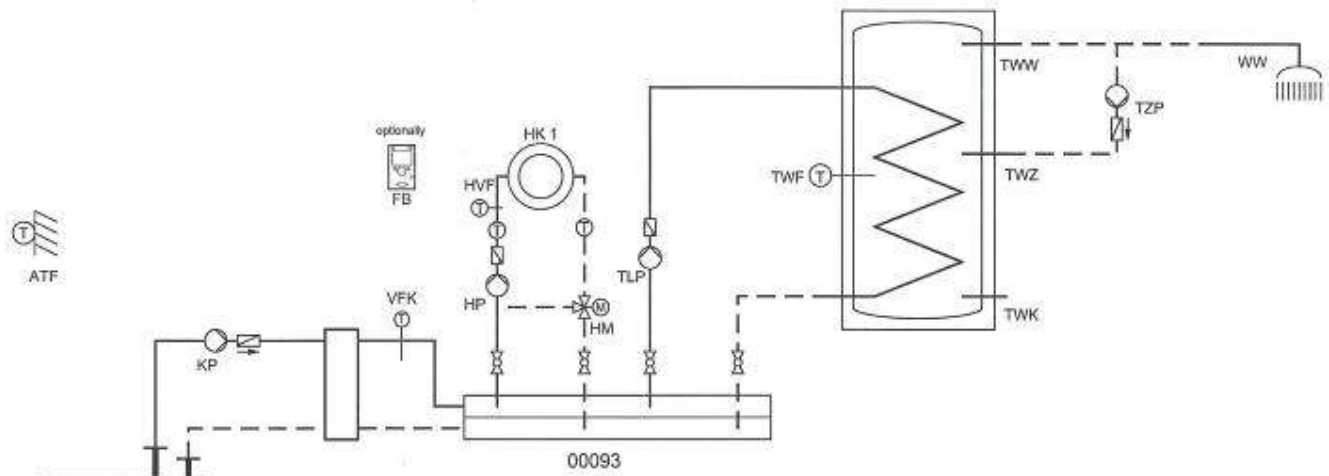 TWW
WW
TZP
optionally
HK 1
FB
HVF
T
T
T
TWF T
TWZ
T
ATF
TLP
HP
M
HM
VFK
T
TWK
KP
00093